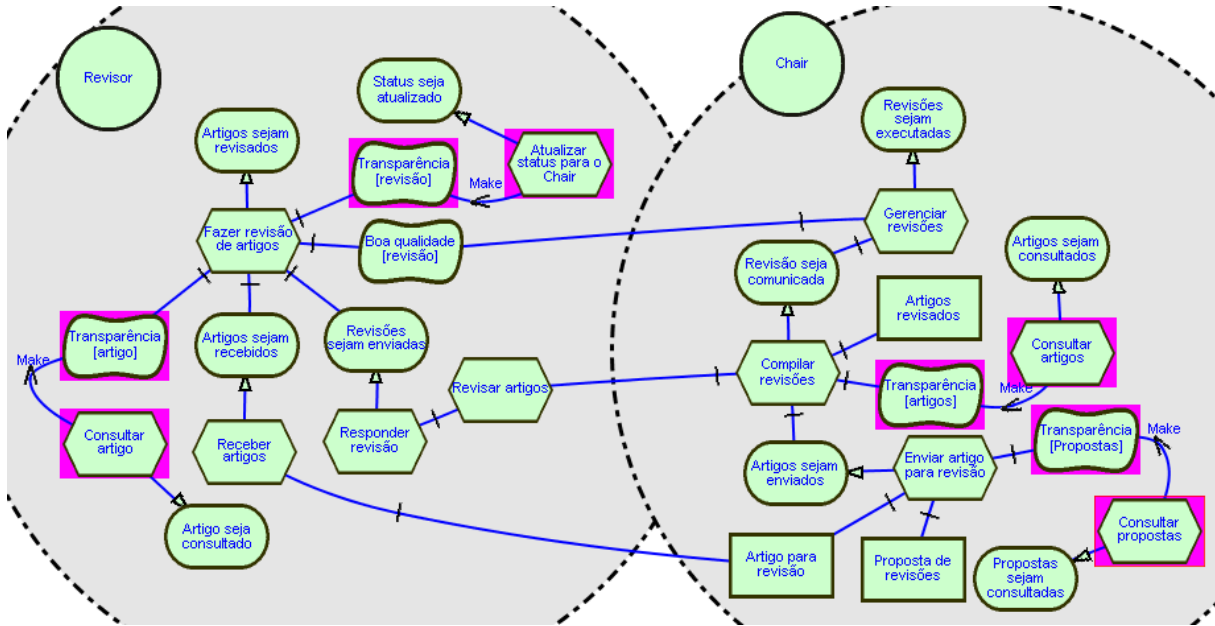 Revisor
Status seja
atualizado
Artigos sejam
revisados
Transparência
[revisão]
Make
Atualizar
status para o
Chair
Fazer revisão
de artigos
Boa qualidade
[revisão]
Transparência
[artigo]
Make
Artigos sejam
recebidos
Revisões
sejam enviadas
Revisar artigos
Consultar
artigo
Receber
artigos
Responder
revisão
Artigo seja
consultado
Chair
Revisões
sejam
executadas
Gerenciar
revisões
Artigos sejam
consultados
Revisão seja
comunicada
Artigos
revisados
Consultar
artigos
Compilar
revisões
Transparência
[artigos]
Make
Transparência
[Propostas]
Make
Artigos sejam
enviados
Enviar artigo
para revisão
Consultar
propostas
Artigo para
revisão
Proposta de
revisões
Propostas
sejam
consultadas